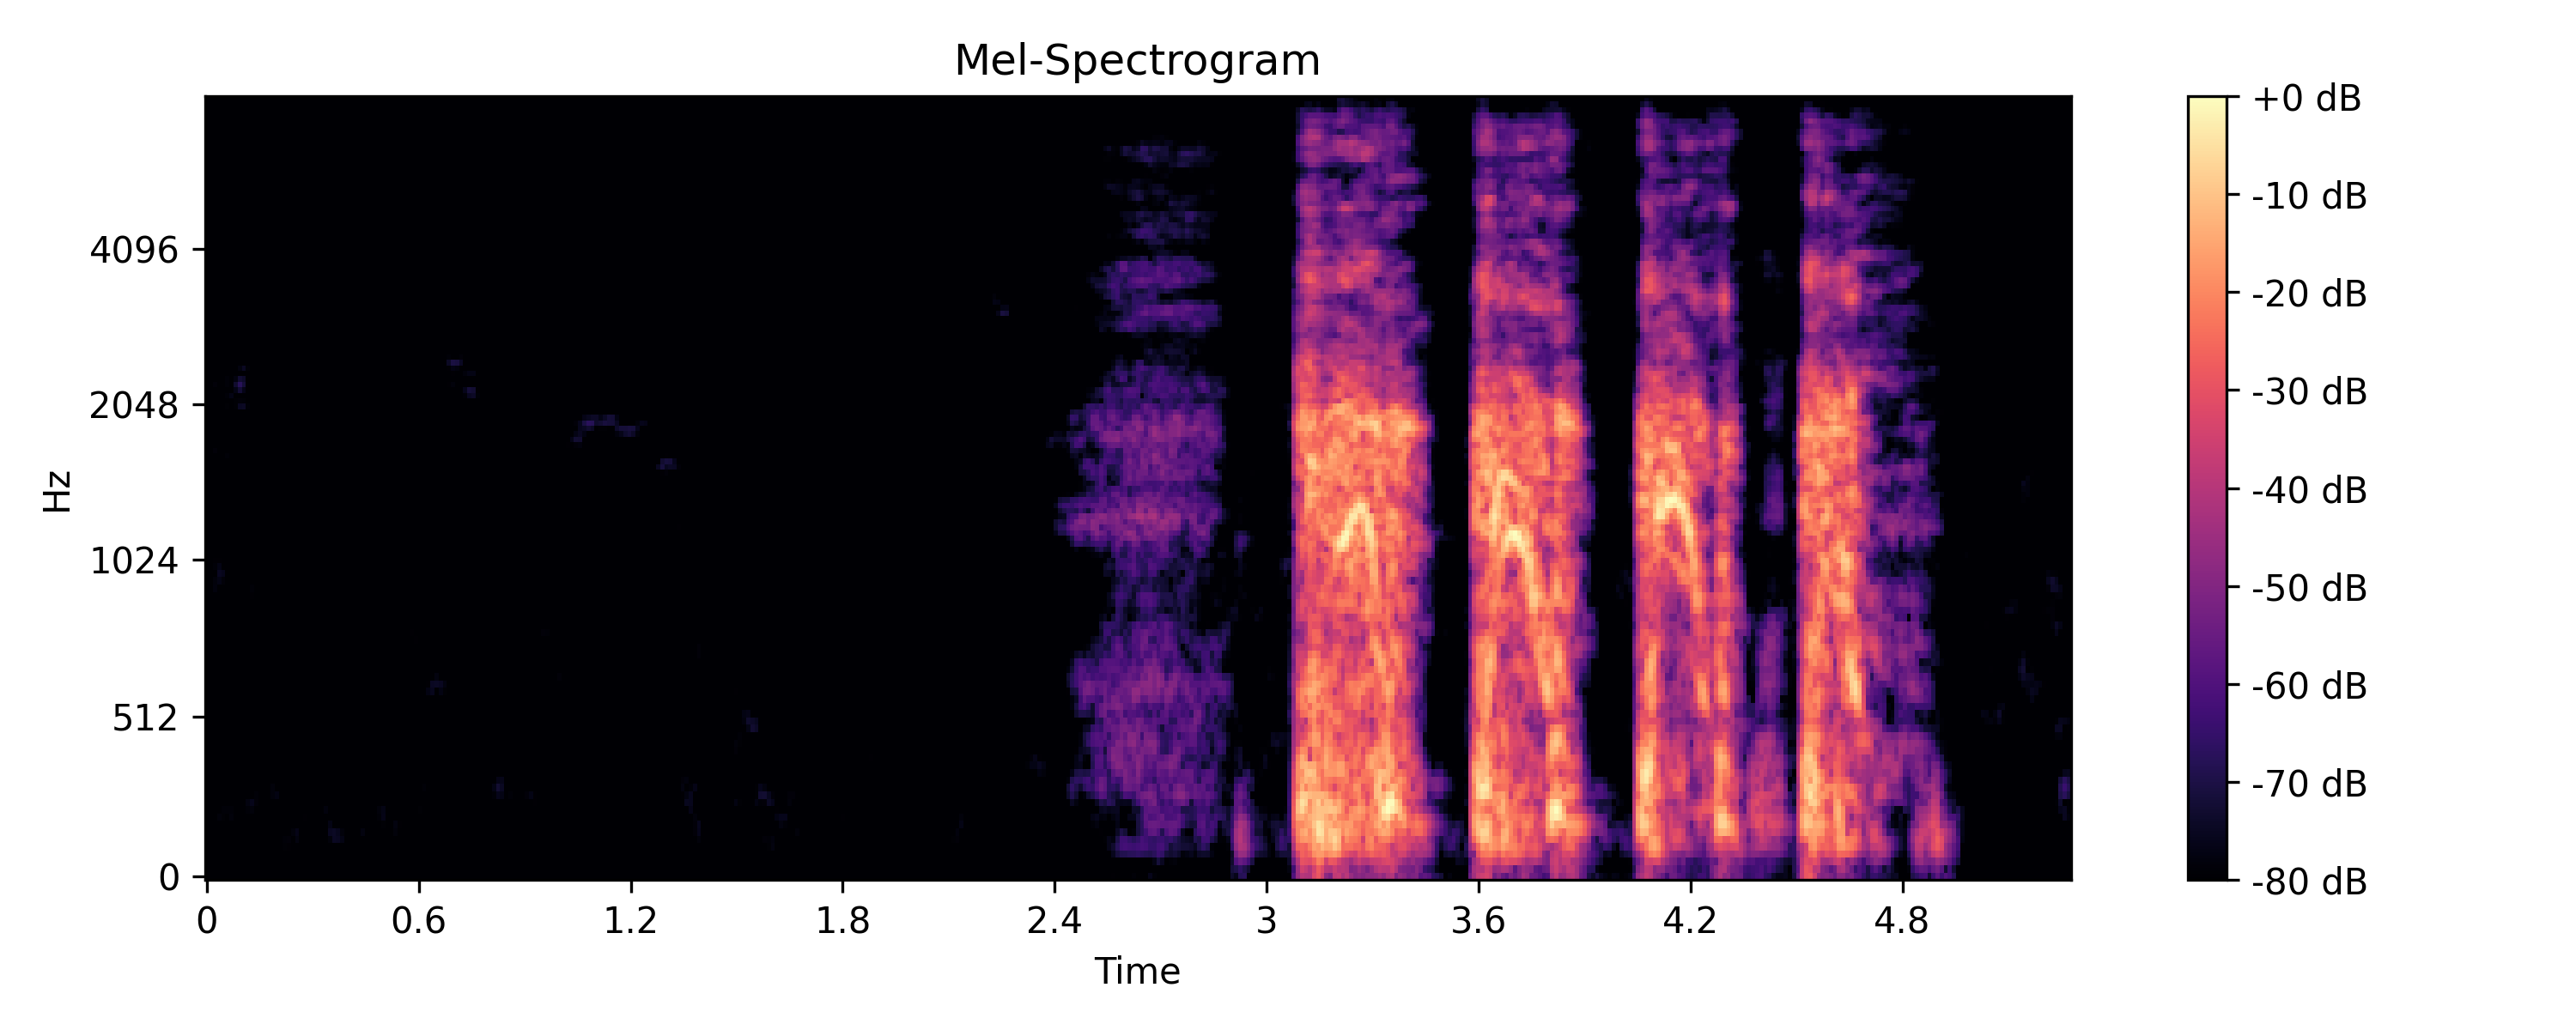 Mel-Spectrogram
+0 dB
-10 dB
-20 dB
-30 dB
-40 dB
-50 dB
-60 dB
-70 dB
-80 dB
4096
2048
1024
512
0
Hz
0 0.6 1.2 1.8 2.4 3 3.6 4.2 4.8
Time